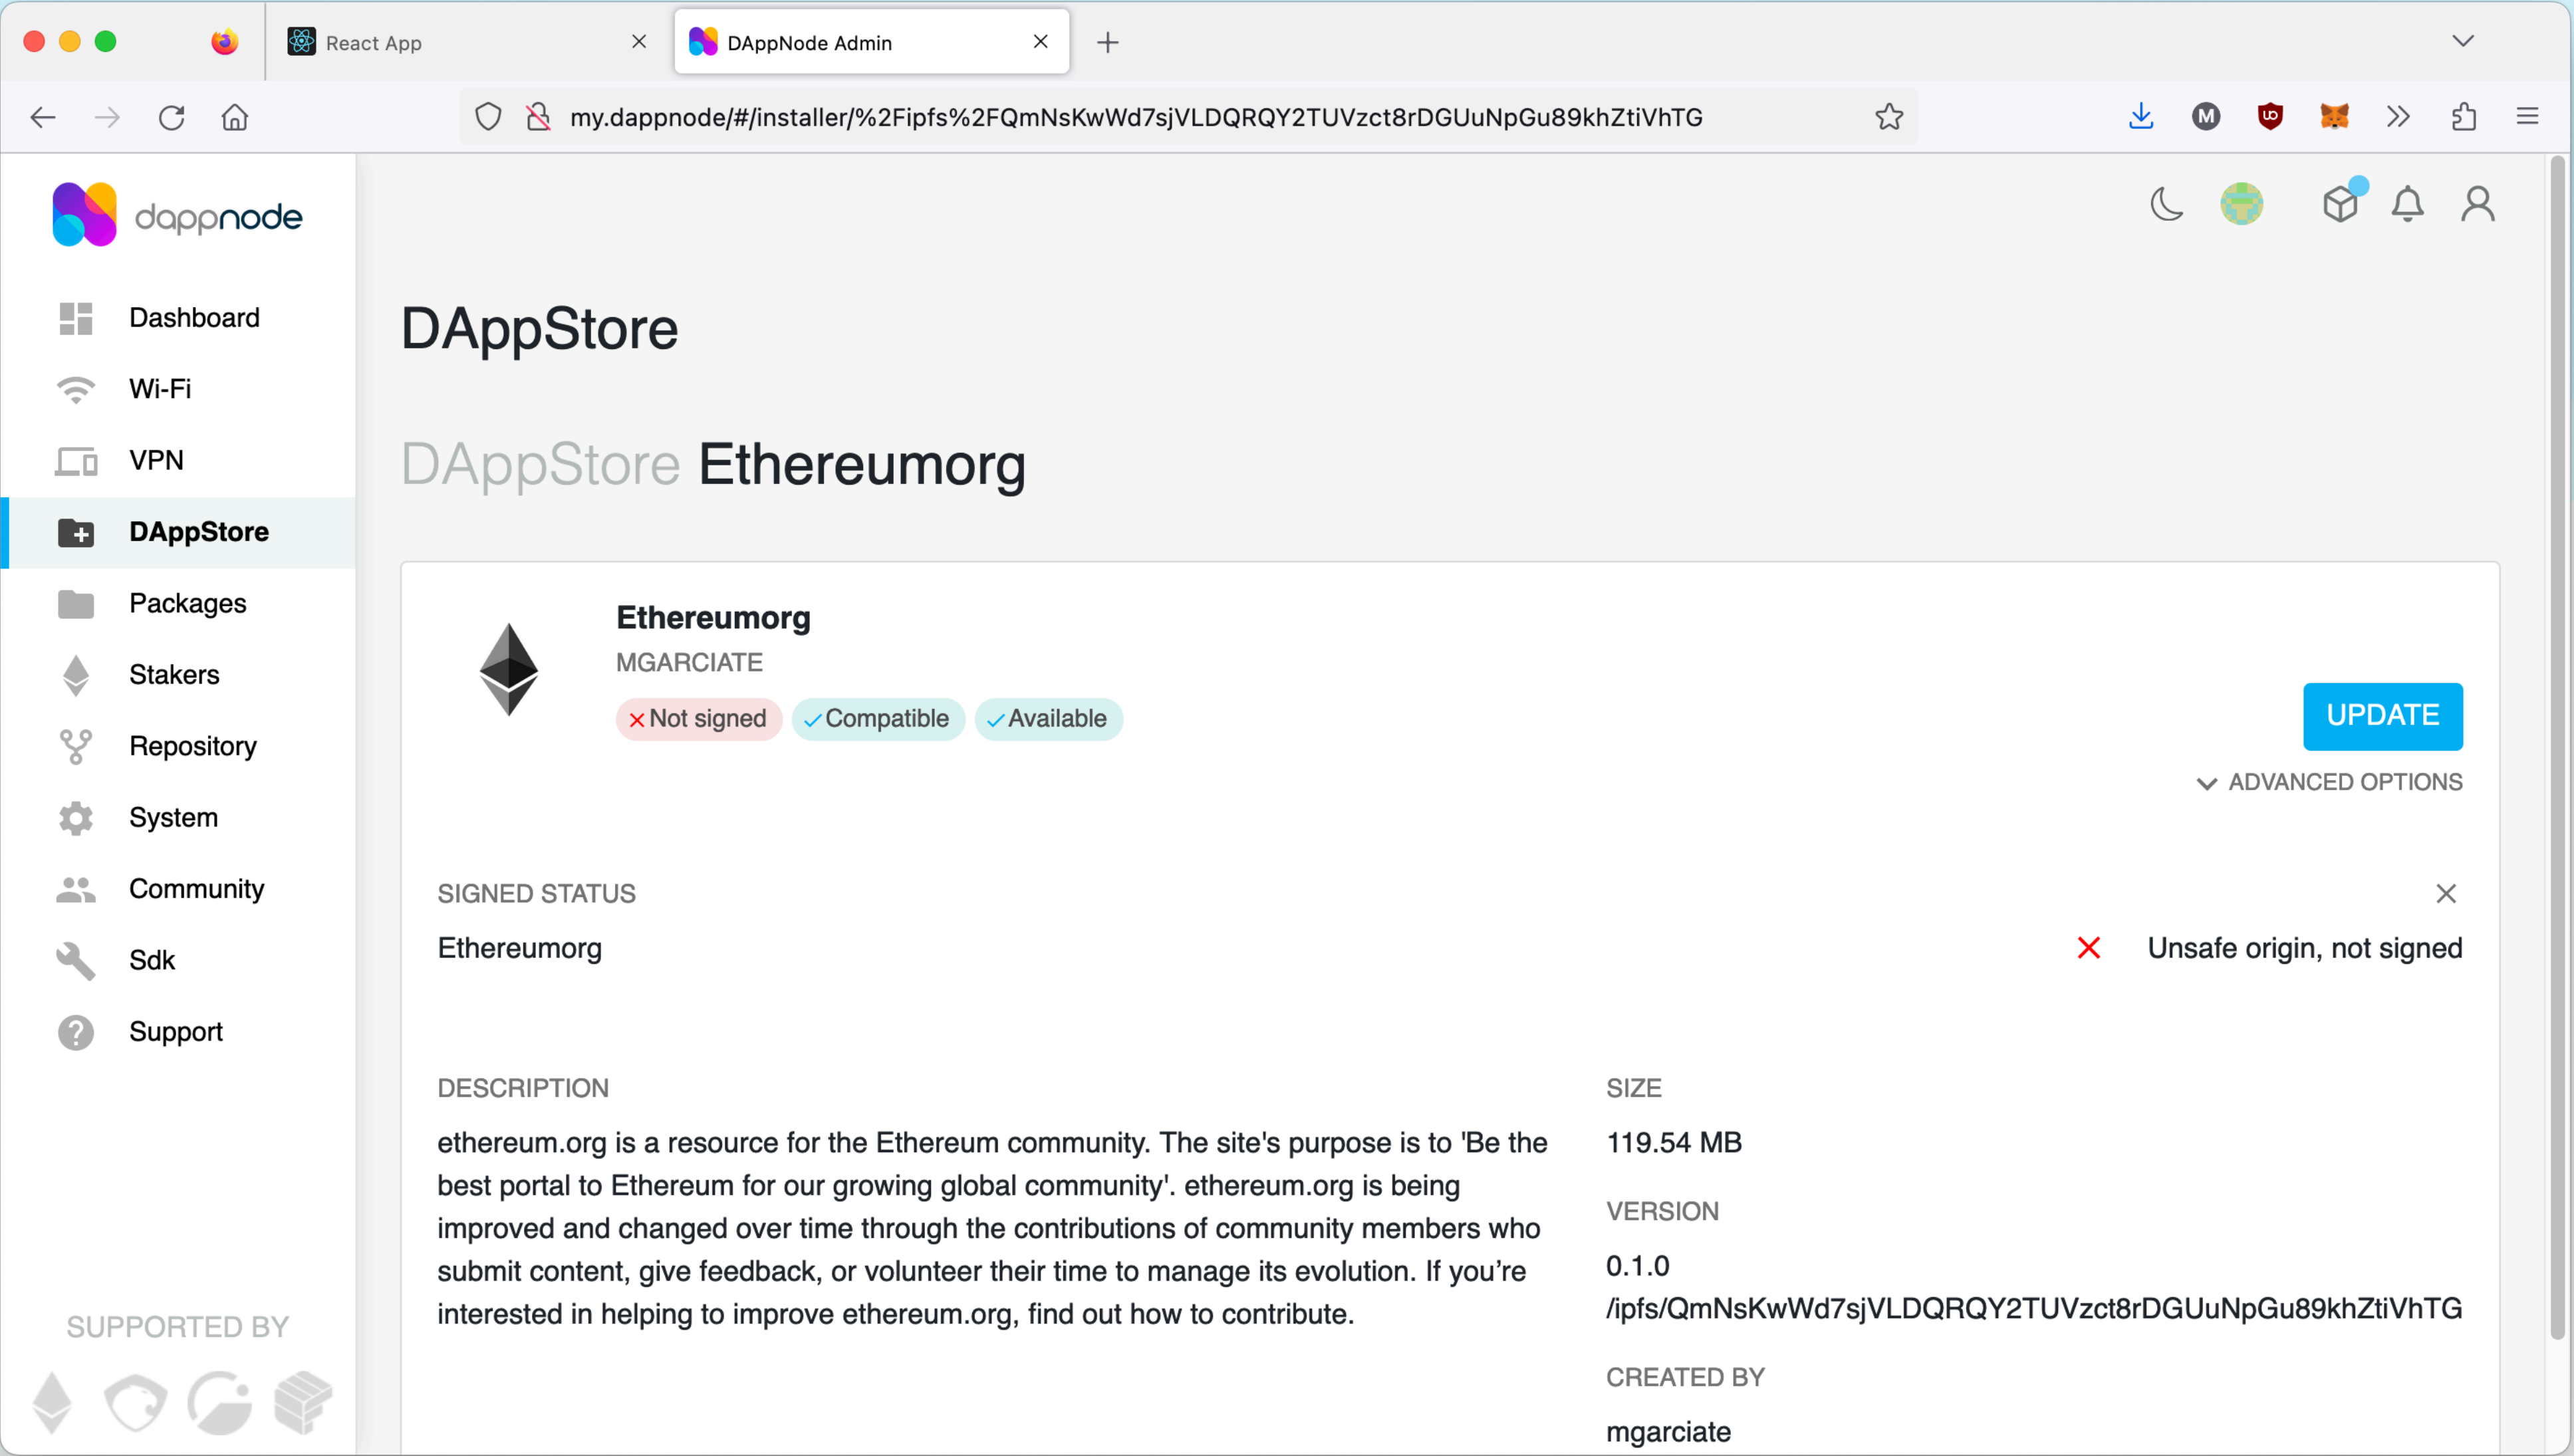 React App
DAppNode Admin
my.dappnode/#/installer/%2Fipfs%2FQmNsKwWd7sjVLDQRQY2TUVzct8rDGUuNpGu89khZtiVhTG
M
UO
dappnode
Dashboard
Wi-Fi
VPN
DAppStore
Packages
Stakers
Repository
System
Community
Sdk
Support
SUPPORTED BY
DAppStore
DAppStore Ethereumorg
Ethereumorg
MGARCIATE
Not signed
Compatible
Available
UPDATE
ADVANCED OPTIONS
SIGNED STATUS
Ethereumorg
Unsafe origin, not signed
DESCRIPTION
ethereum.org is a resource for the Ethereum community. The site's purpose is to 'Be the
best portal to Ethereum for our growing global community'. ethereum.org is being
improved and changed over time through the contributions of community members who
submit content, give feedback, or volunteer their time to manage its evolution. If you’re
interested in helping to improve ethereum.org, find out how to contribute.
SIZE
119.54 MB
VERSION
0.1.0
/ipfs/QmNsKwWd7sjVLDQRQY2TUVzct8rDGUuNpGu89khZtiVhTG
CREATED BY
mgarciate